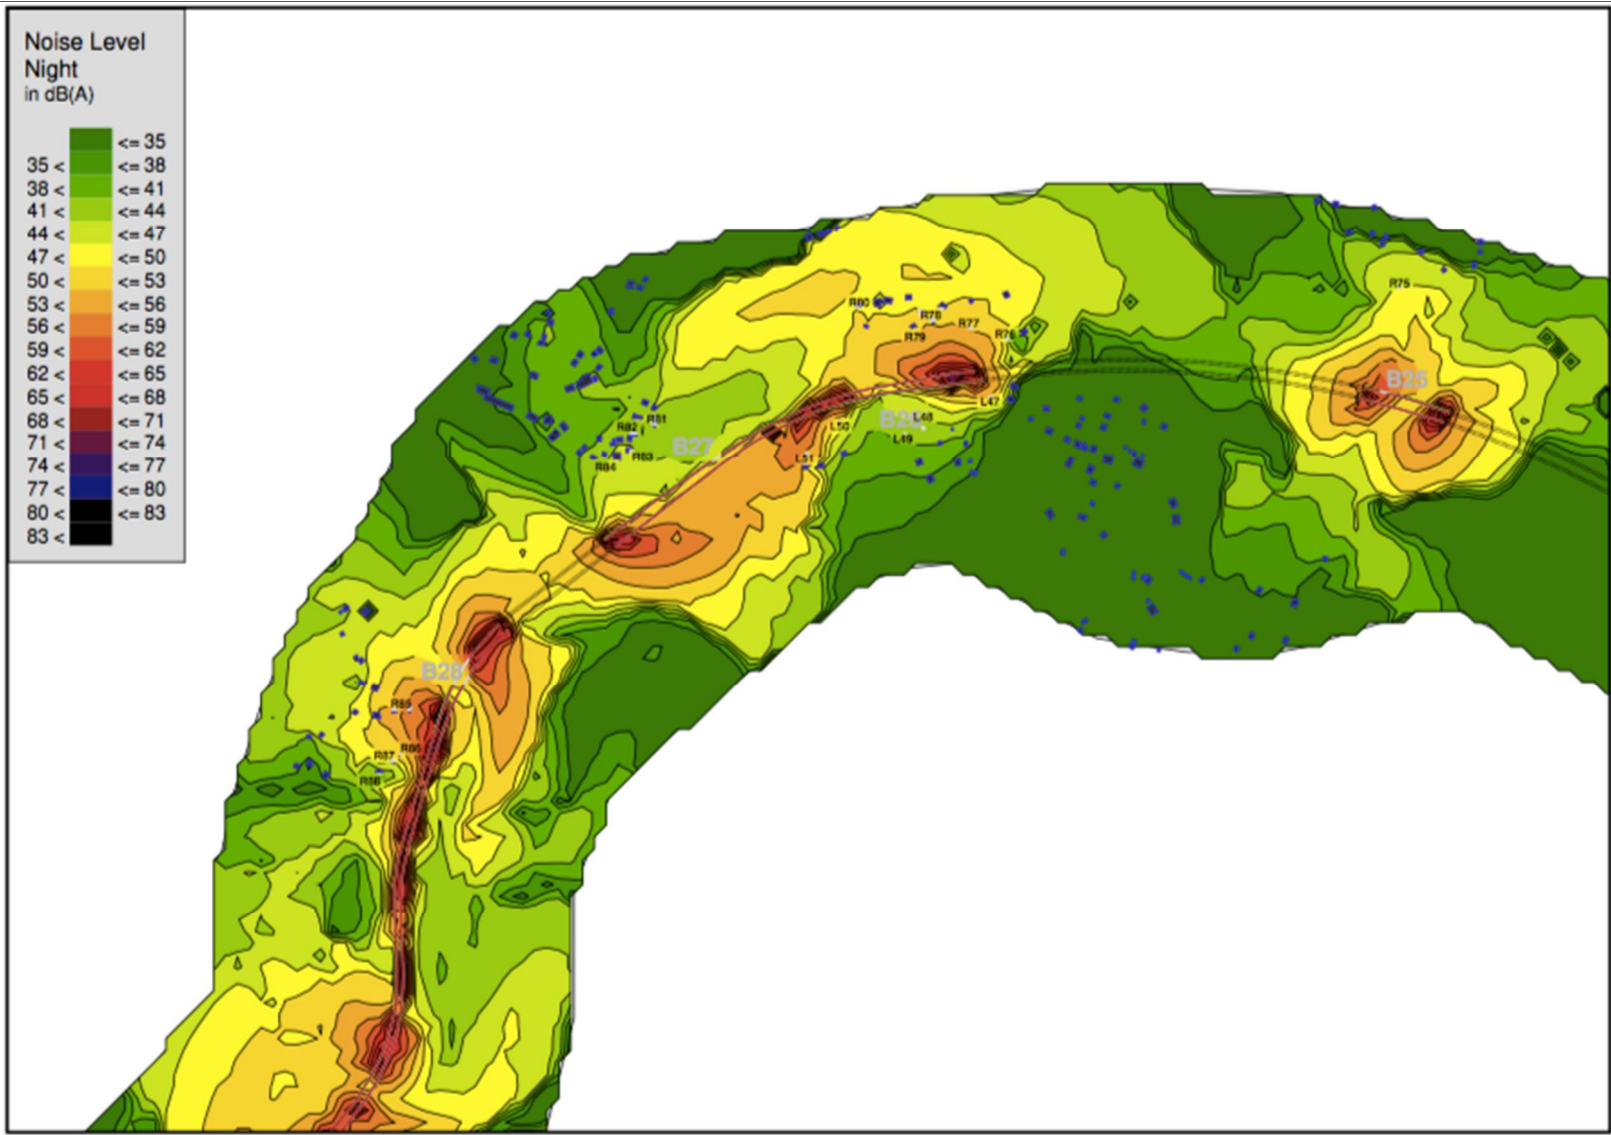 Noise Level
Night
in dB(A)
<= 35
35 < <= 38
38 < <= 41
41 < <= 44
44 < <= 47
47 < <= 50
50 < <= 53
53 < <= 56
56 < <= 59
59 < <= 62
62 < <= 65
65 < <= 68
68 < <= 71
71 < <= 74
74 < <= 77
77 < <= 80
80 < <= 83
83 <
R75
R80
R78
R77
R79
R76
B25
L47
R81
L48
R82
L50
L49
B27
R83
L51
R84
B28
R85
R86
R87
R88